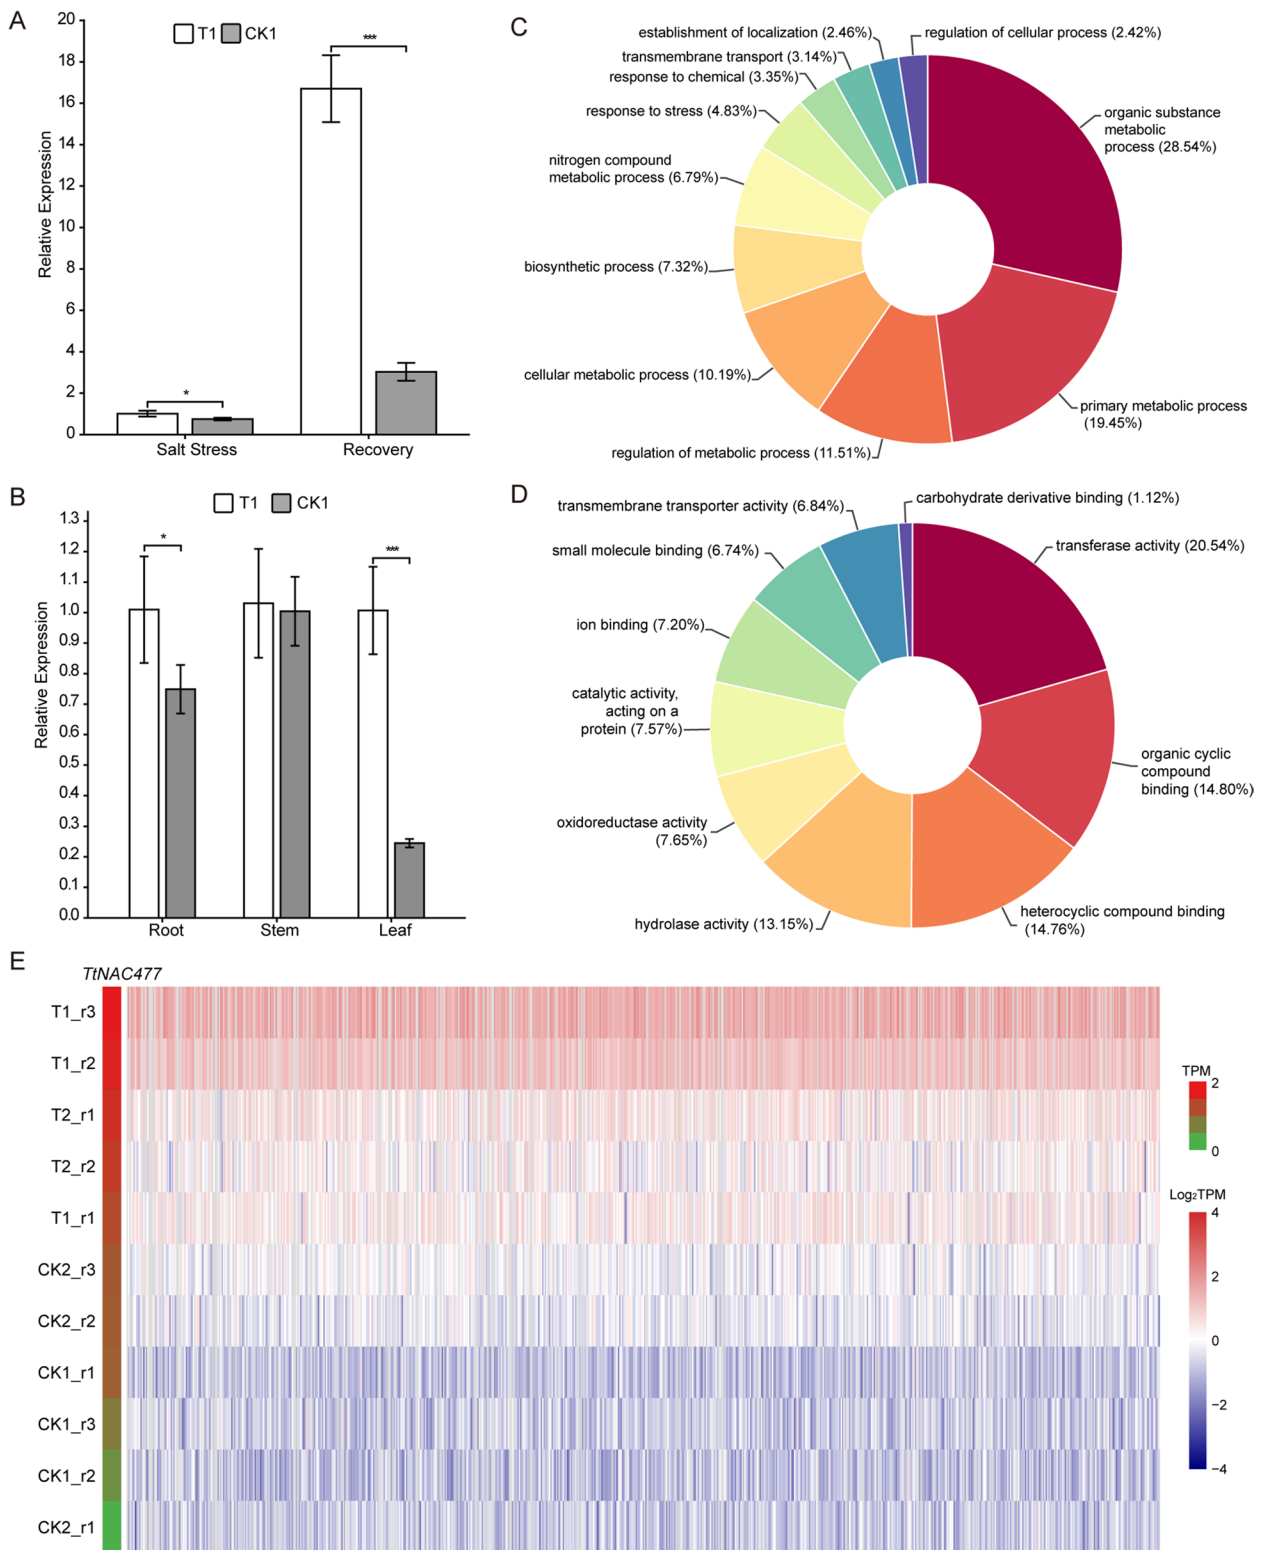 A
T1
CK1
20
18
16
14
12
10
8
6
4
2
0
Relative Expression
***
*
Salt Stress
Recovery
B
T1
CK1
1.3
1.2
1.1
1.0
0.9
0.8
0.7
0.6
0.5
0.4
0.3
0.2
0.1
0.0
Relative Expression
*
***
Root
Stem
Leaf
C
establishment of localization (2.46%)
regulation of cellular process (2.42%)
transmembrane transport (3.14%)
response to chemical (3.35%)
response to stress (4.83%)
nitrogen compound
metabolic process (6.79%)
biosynthetic process (7.32%)
cellular metabolic process (10.19%)
regulation of metabolic process (11.51%)
organic substance
metabolic
process (28.54%)
primary metabolic process
(19.45%)
D
transmembrane transporter activity (6.84%)
carbohydrate derivative binding (1.12%)
small molecule binding (6.74%)
transferase activity (20.54%)
ion binding (7.20%)
catalytic activity,
acting on a
protein (7.57%)
oxidoreductase activity
(7.65%)
hydrolase activity (13.15%)
organic cyclic
compound
binding (14.80%)
heterocyclic compound binding
(14.76%)
E
TtNAC477
T1_r3
T1_r2
T2_r1
T2_r2
T1_r1
CK2_r3
CK2_r2
CK1_r1
CK1_r3
CK1_r2
CK2_r1
TPM
2
0
Log₂TPM
4
2
0
−2
−4